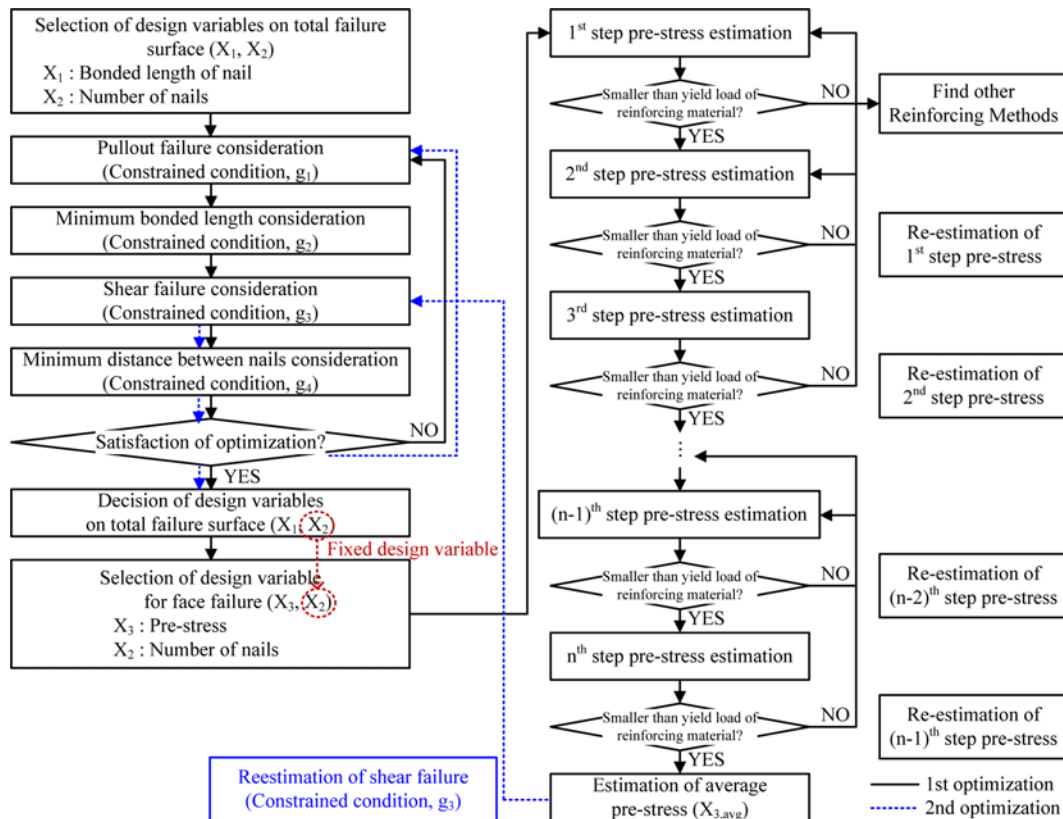 Selection of design variables on total failure
surface (X₁, X₂)
X₁ : Bonded length of nail
X₂ : Number of nails
Pullout failure consideration
(Constrained condition, g₁)
Minimum bonded length consideration
(Constrained condition, g₂)
Shear failure consideration
(Constrained condition, g₃)
Minimum distance between nails consideration
(Constrained condition, g₄)
Satisfaction of optimization?
NO
YES
Decision of design variables
on total failure surface (X₁, X₂)
Fixed design variable
Selection of design variable
for face failure (X₃, X₂)
X₃ : Pre-stress
X₂ : Number of nails
Reestimation of shear failure
(Constrained condition, g₃)
1st step pre-stress estimation
Smaller than yield load of
reinforcing material?
NO
YES
2nd step pre-stress estimation
Smaller than yield load of
reinforcing material?
NO
YES
3rd step pre-stress estimation
Smaller than yield load of
reinforcing material?
NO
YES
⋮
(n-1)th step pre-stress estimation
Smaller than yield load of
reinforcing material?
NO
YES
nth step pre-stress estimation
Smaller than yield load of
reinforcing material?
NO
YES
Estimation of average
pre-stress (X₃,avg)
Find other
Reinforcing Methods
Re-estimation of
1st step pre-stress
Re-estimation of
2nd step pre-stress
Re-estimation of
(n-2)th step pre-stress
Re-estimation of
(n-1)th step pre-stress
1st optimization
2nd optimization